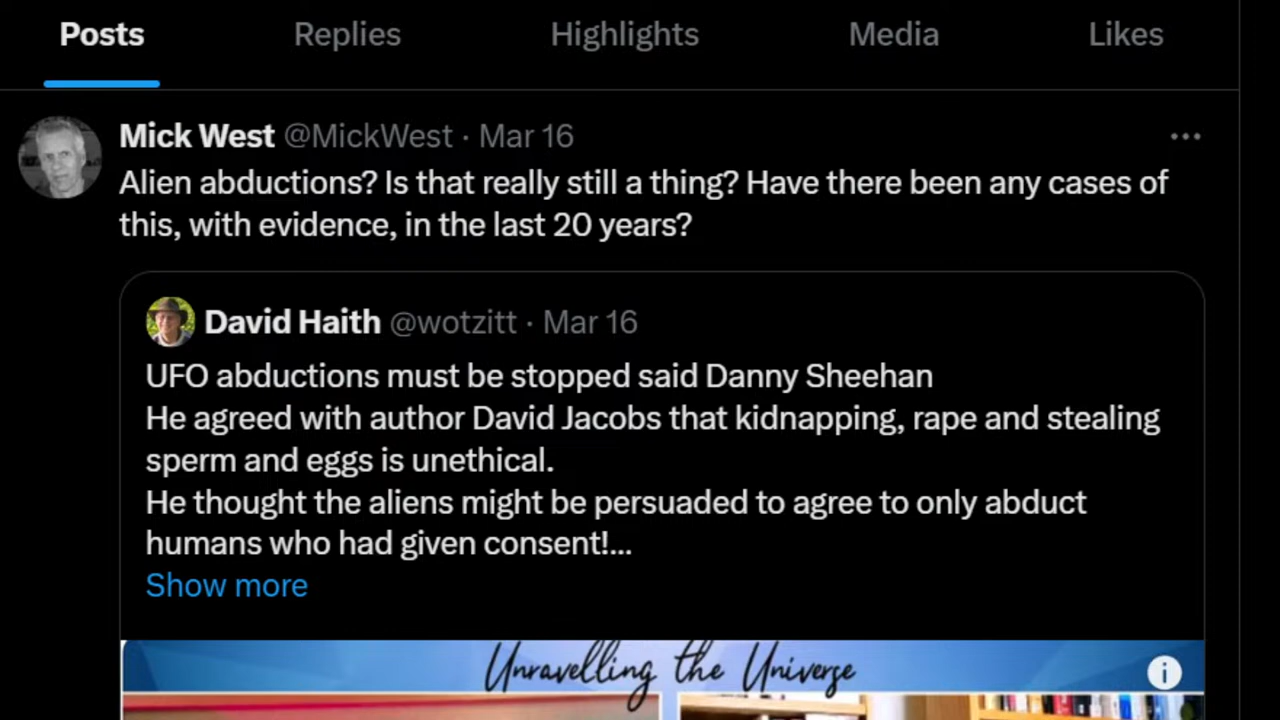 Posts Replies Highlights Media Likes
Mick West @MickWest · Mar 16
Alien abductions? Is that really still a thing? Have there been any cases of
this, with evidence, in the last 20 years?
David Haith @wotzitt · Mar 16
UFO abductions must be stopped said Danny Sheehan
He agreed with author David Jacobs that kidnapping, rape and stealing
sperm and eggs is unethical.
He thought the aliens might be persuaded to agree to only abduct
humans who had given consent!...
Show more
Unravelling the Universe